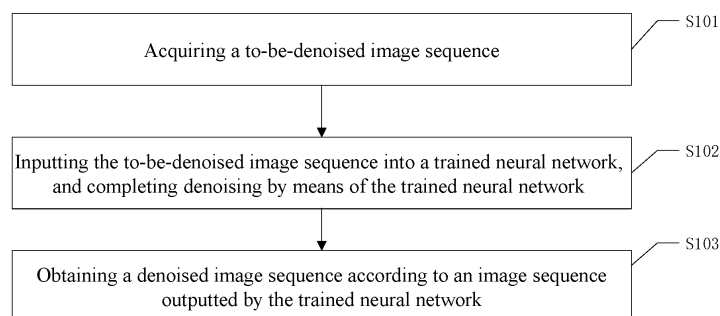 S101
Acquiring a to-be-denoised image sequence
S102
Inputting the to-be-denoised image sequence into a trained neural network,
and completing denoising by means of the trained neural network
S103
Obtaining a denoised image sequence according to an image sequence
outputted by the trained neural network